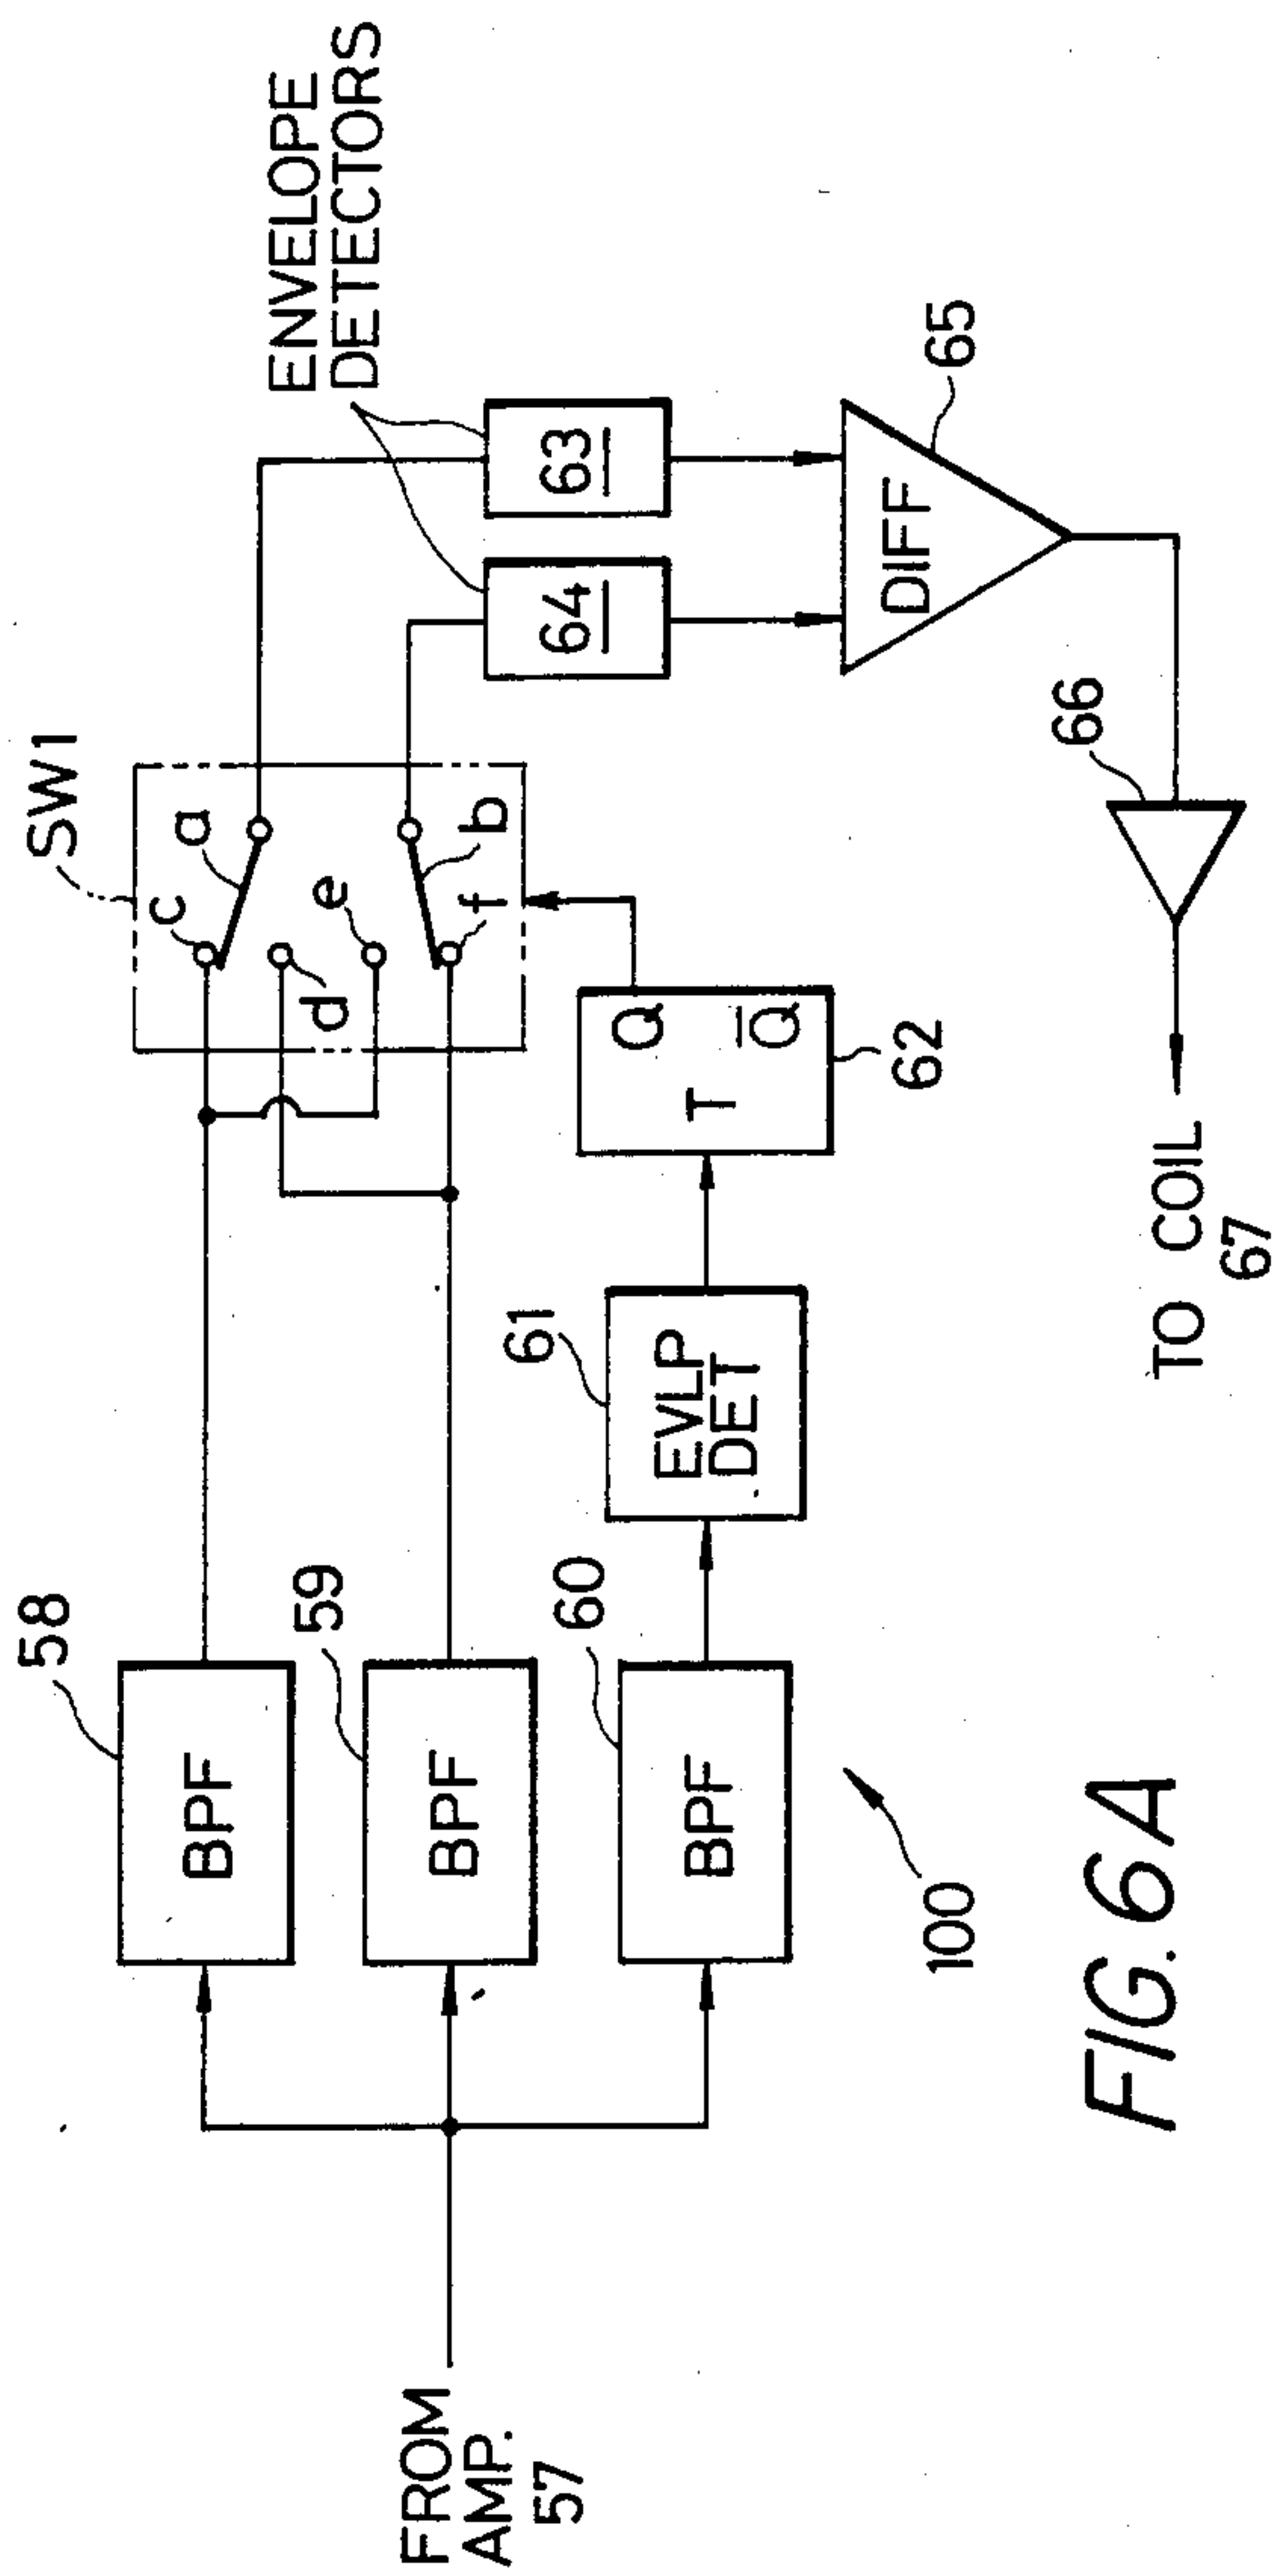 SW1
ENVELOPE
DETECTORS
c
a
d
e
b
f
58
BPF
59
BPF
60
BPF
61
EVLP
DET
T
Q
Q̅
62
63
64
DIFF
65
66
FROM
AMP.
57
TO COIL
67
100
FIG. 6A